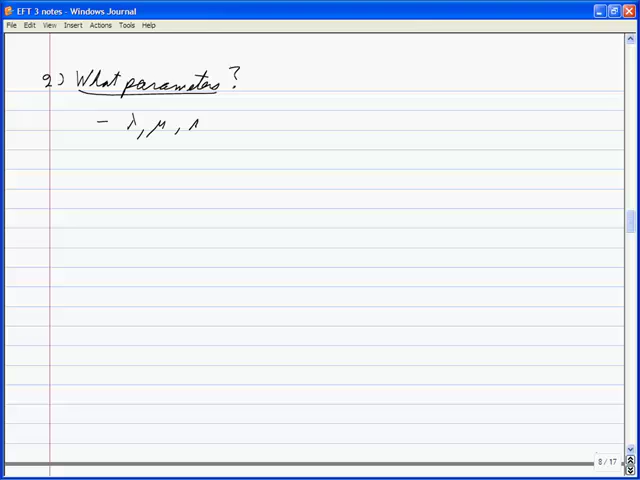 EFT 3 notes - Windows Journal
File Edit View Insert Actions Tools Help
2) What parameters?
- λ, μ,
8 / 17